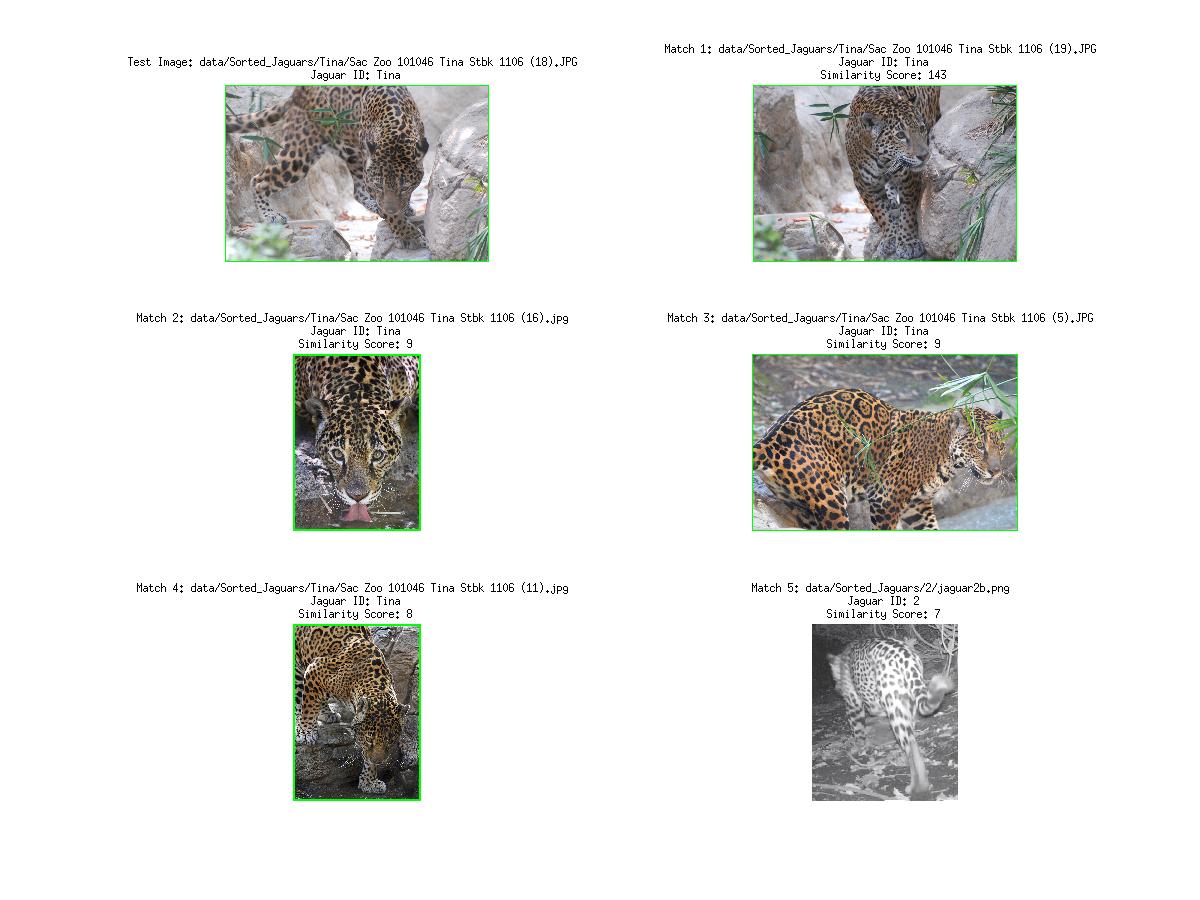 Test Image: data/Sorted_Jaguars/Tina/Sac Zoo 101046 Tina Stbk 1106 (18).JPG
Jaguar ID: Tina
Match 1: data/Sorted_Jaguars/Tina/Sac Zoo 101046 Tina Stbk 1106 (19).JPG
Jaguar ID: Tina
Similarity Score: 143
Match 2: data/Sorted_Jaguars/Tina/Sac Zoo 101046 Tina Stbk 1106 (16).jpg
Jaguar ID: Tina
Similarity Score: 9
Match 3: data/Sorted_Jaguars/Tina/Sac Zoo 101046 Tina Stbk 1106 (5).JPG
Jaguar ID: Tina
Similarity Score: 9
Match 4: data/Sorted_Jaguars/Tina/Sac Zoo 101046 Tina Stbk 1106 (11).jpg
Jaguar ID: Tina
Similarity Score: 8
Match 5: data/Sorted_Jaguars/2/jaguar2b.png
Jaguar ID: 2
Similarity Score: 7